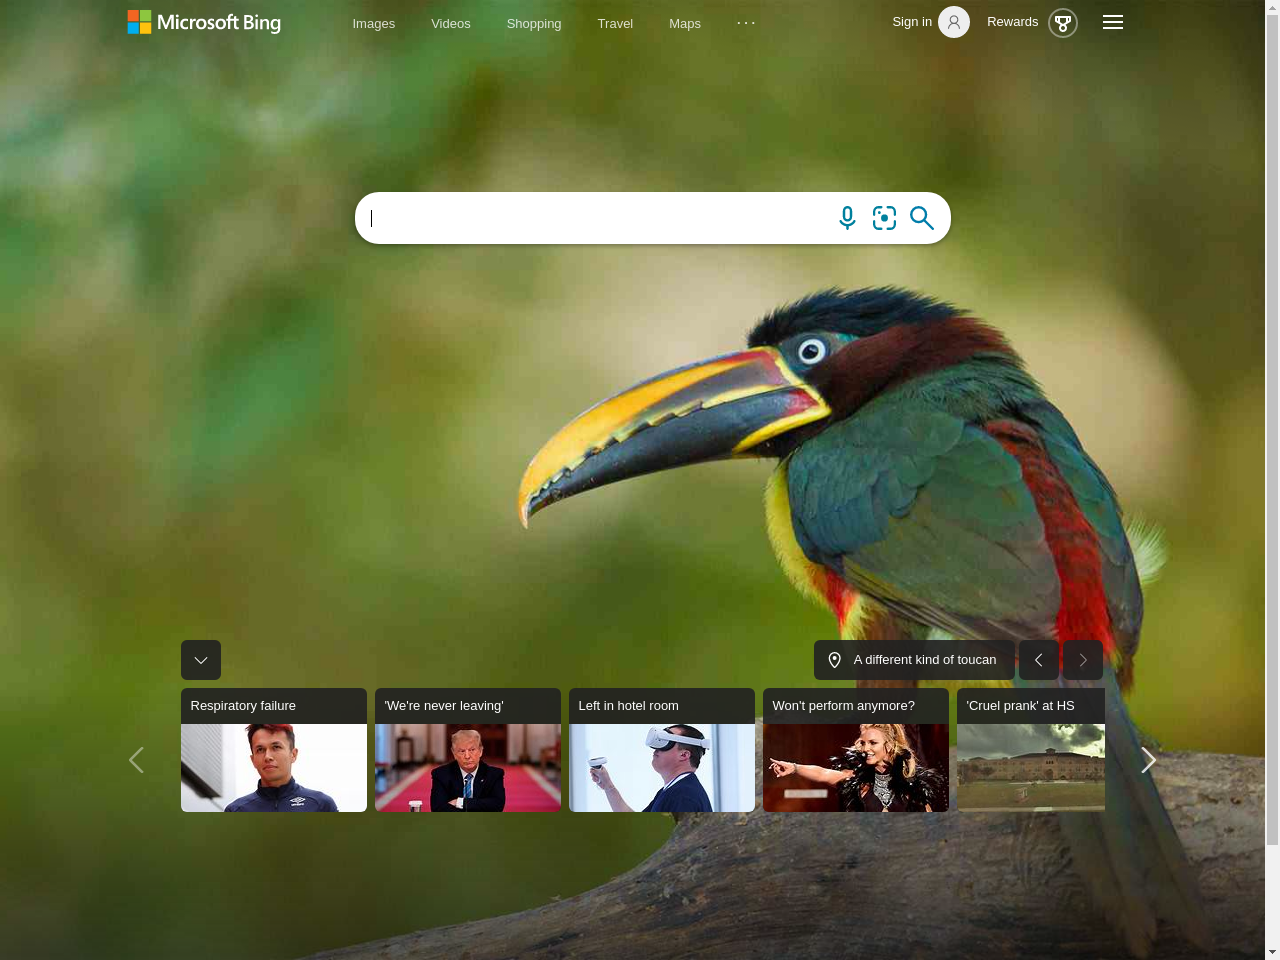 Microsoft Bing
Images
Videos
Shopping
Travel
Maps
Sign in
Rewards
A different kind of toucan
Respiratory failure
'We're never leaving'
Left in hotel room
Won't perform anymore?
'Cruel prank' at HS